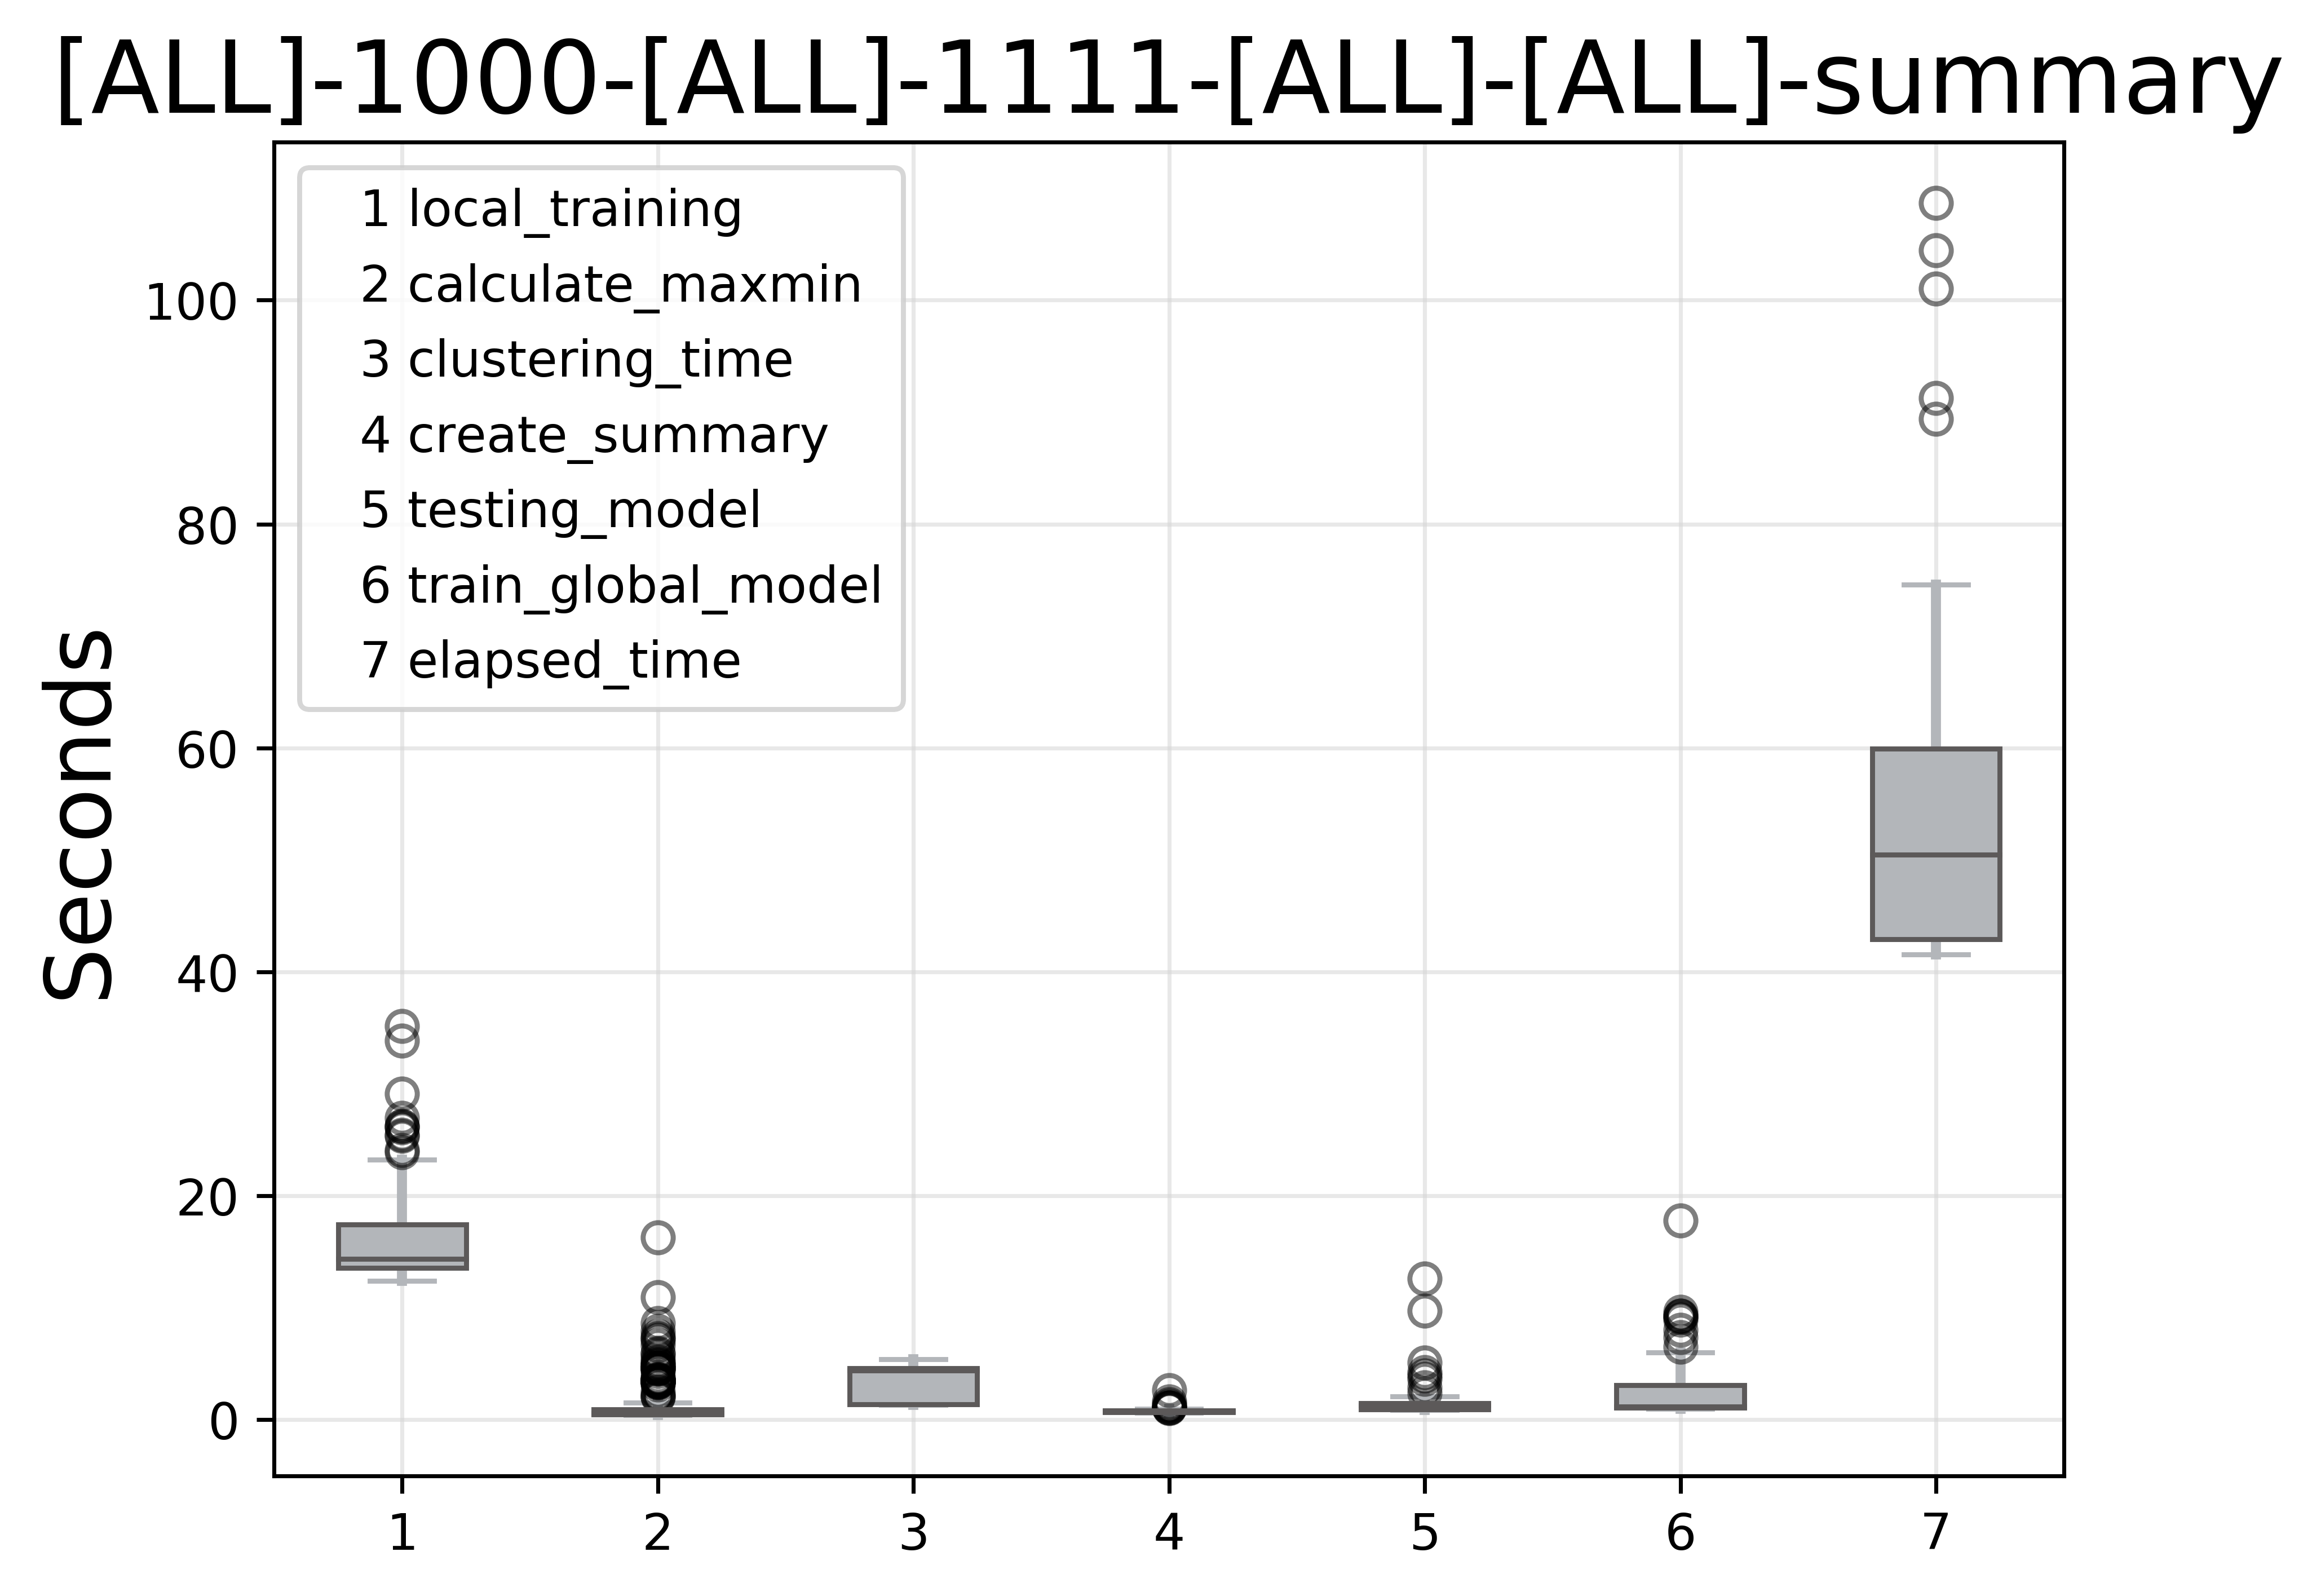 [ALL]-1000-[ALL]-1111-[ALL]-[ALL]-summary
1 local_training
2 calculate_maxmin
3 clustering_time
4 create_summary
5 testing_model
6 train_global_model
7 elapsed_time
Seconds
100
80
60
40
20
0
1 2 3 4 5 6 7